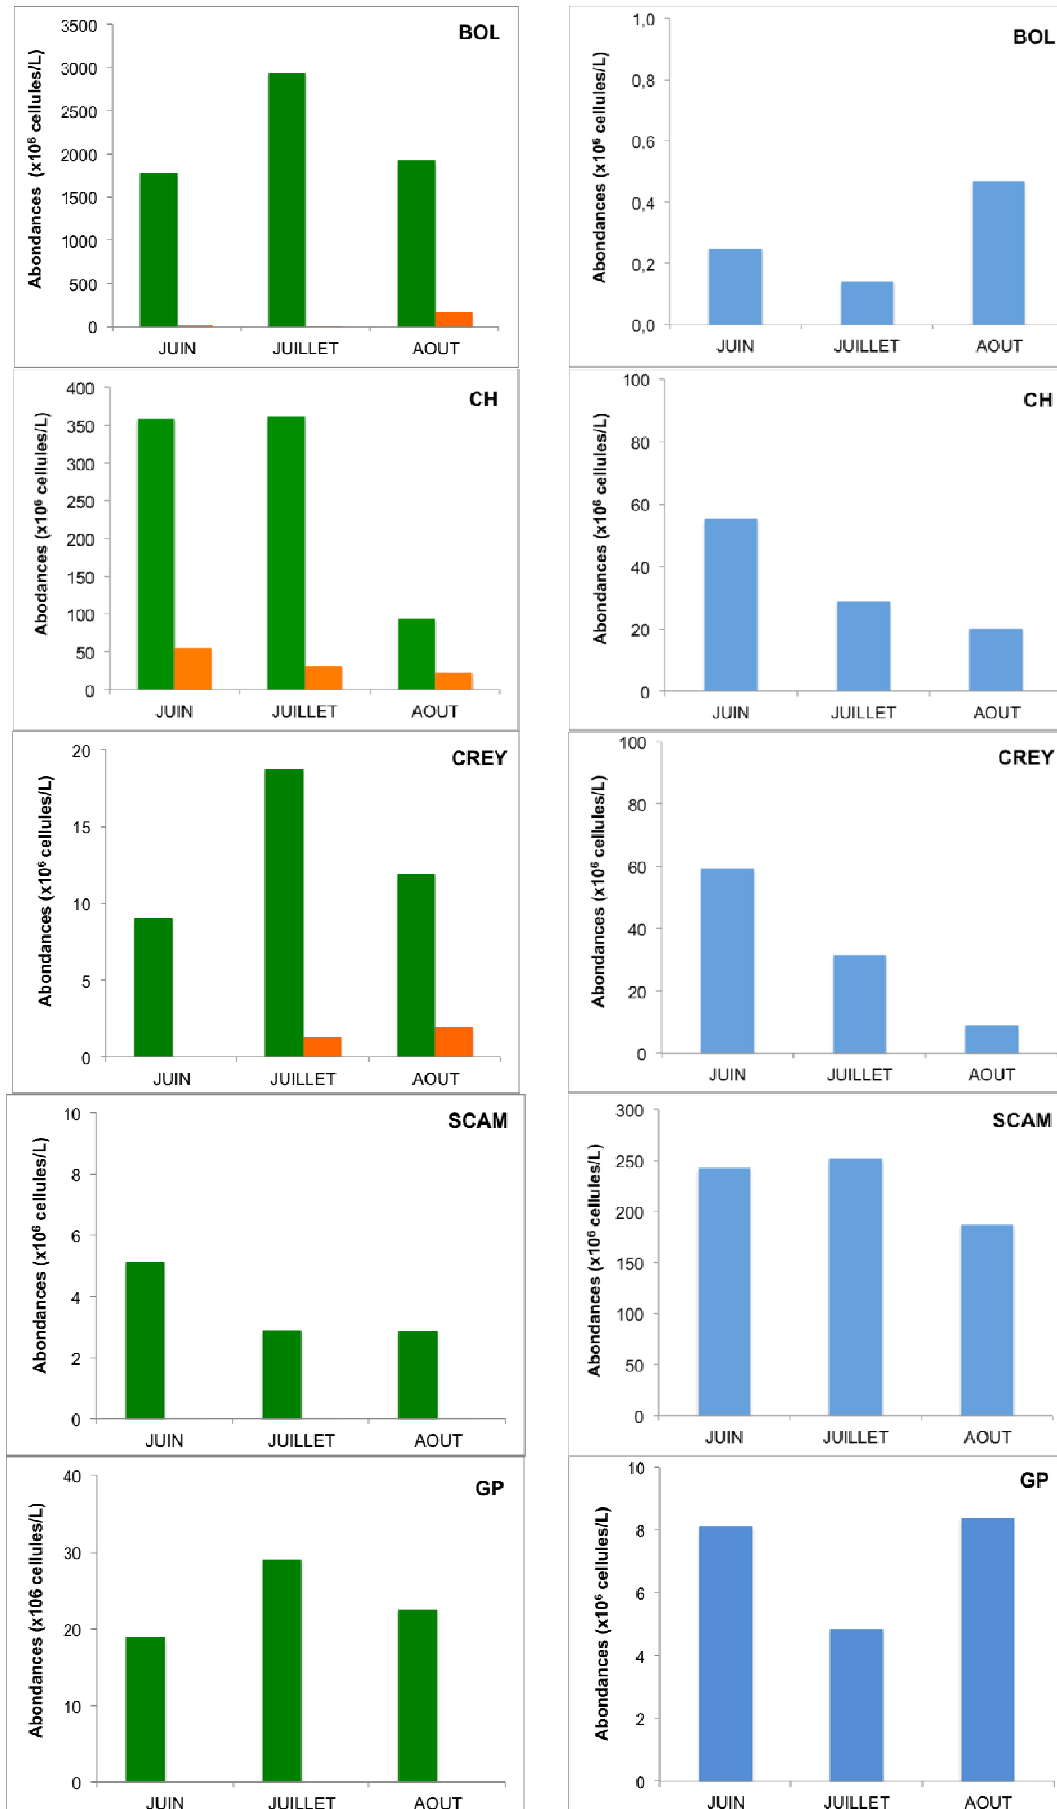 BOL
Abondances (x10⁶ cellules/L)
3500
3000
2500
2000
1500
1000
500
0
JUIN JUILLET AOUT
BOL
Abondances (x10⁶ cellules/L)
1,0
0,8
0,6
0,4
0,2
0,0
JUIN JUILLET AOUT
CH
Abodances (x10⁶ cellules/L)
400
350
300
250
200
150
100
50
0
JUIN JUILLET AOUT
CH
Abondances (x10⁶ cellules/L)
100
80
60
40
20
0
JUIN JUILLET AOUT
CREY
Abondances (x10⁶ cellules/L)
20
15
10
5
0
JUIN JUILLET AOUT
CREY
Abondances (x10⁶ cellules/L)
100
80
60
40
20
0
JUIN JUILLET AOUT
SCAM
Abondances (x10⁶ cellules/L)
10
8
6
4
2
0
JUIN JUILLET AOUT
SCAM
Abondances (x10⁶ cellules/L)
300
250
200
150
100
50
0
JUIN JUILLET AOUT
GP
Abondances (x106 cellules/L)
40
30
20
10
0
JUIN JUILLET AOUT
GP
Abondances (x10⁶ cellules/L)
10
8
6
4
2
0
JUIN JUILLET AOUT